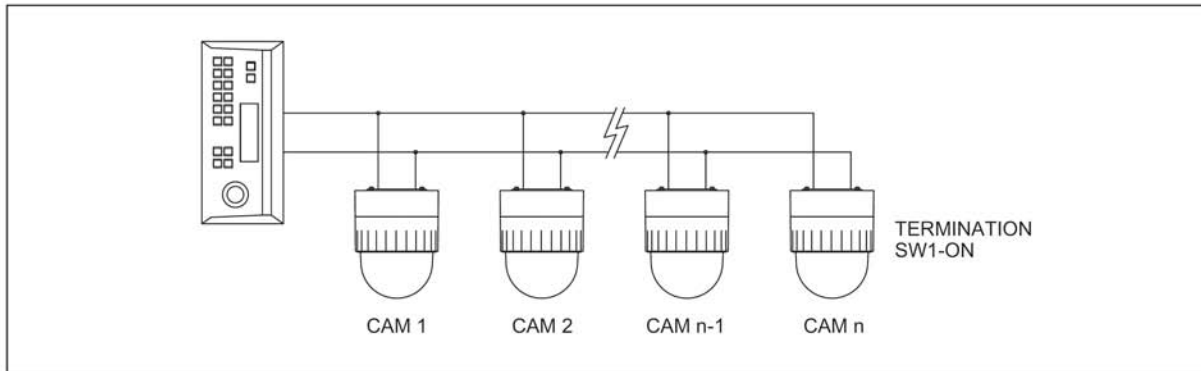 TERMINATION
SW1-ON
CAM 1
CAM 2
CAM n-1
CAM n